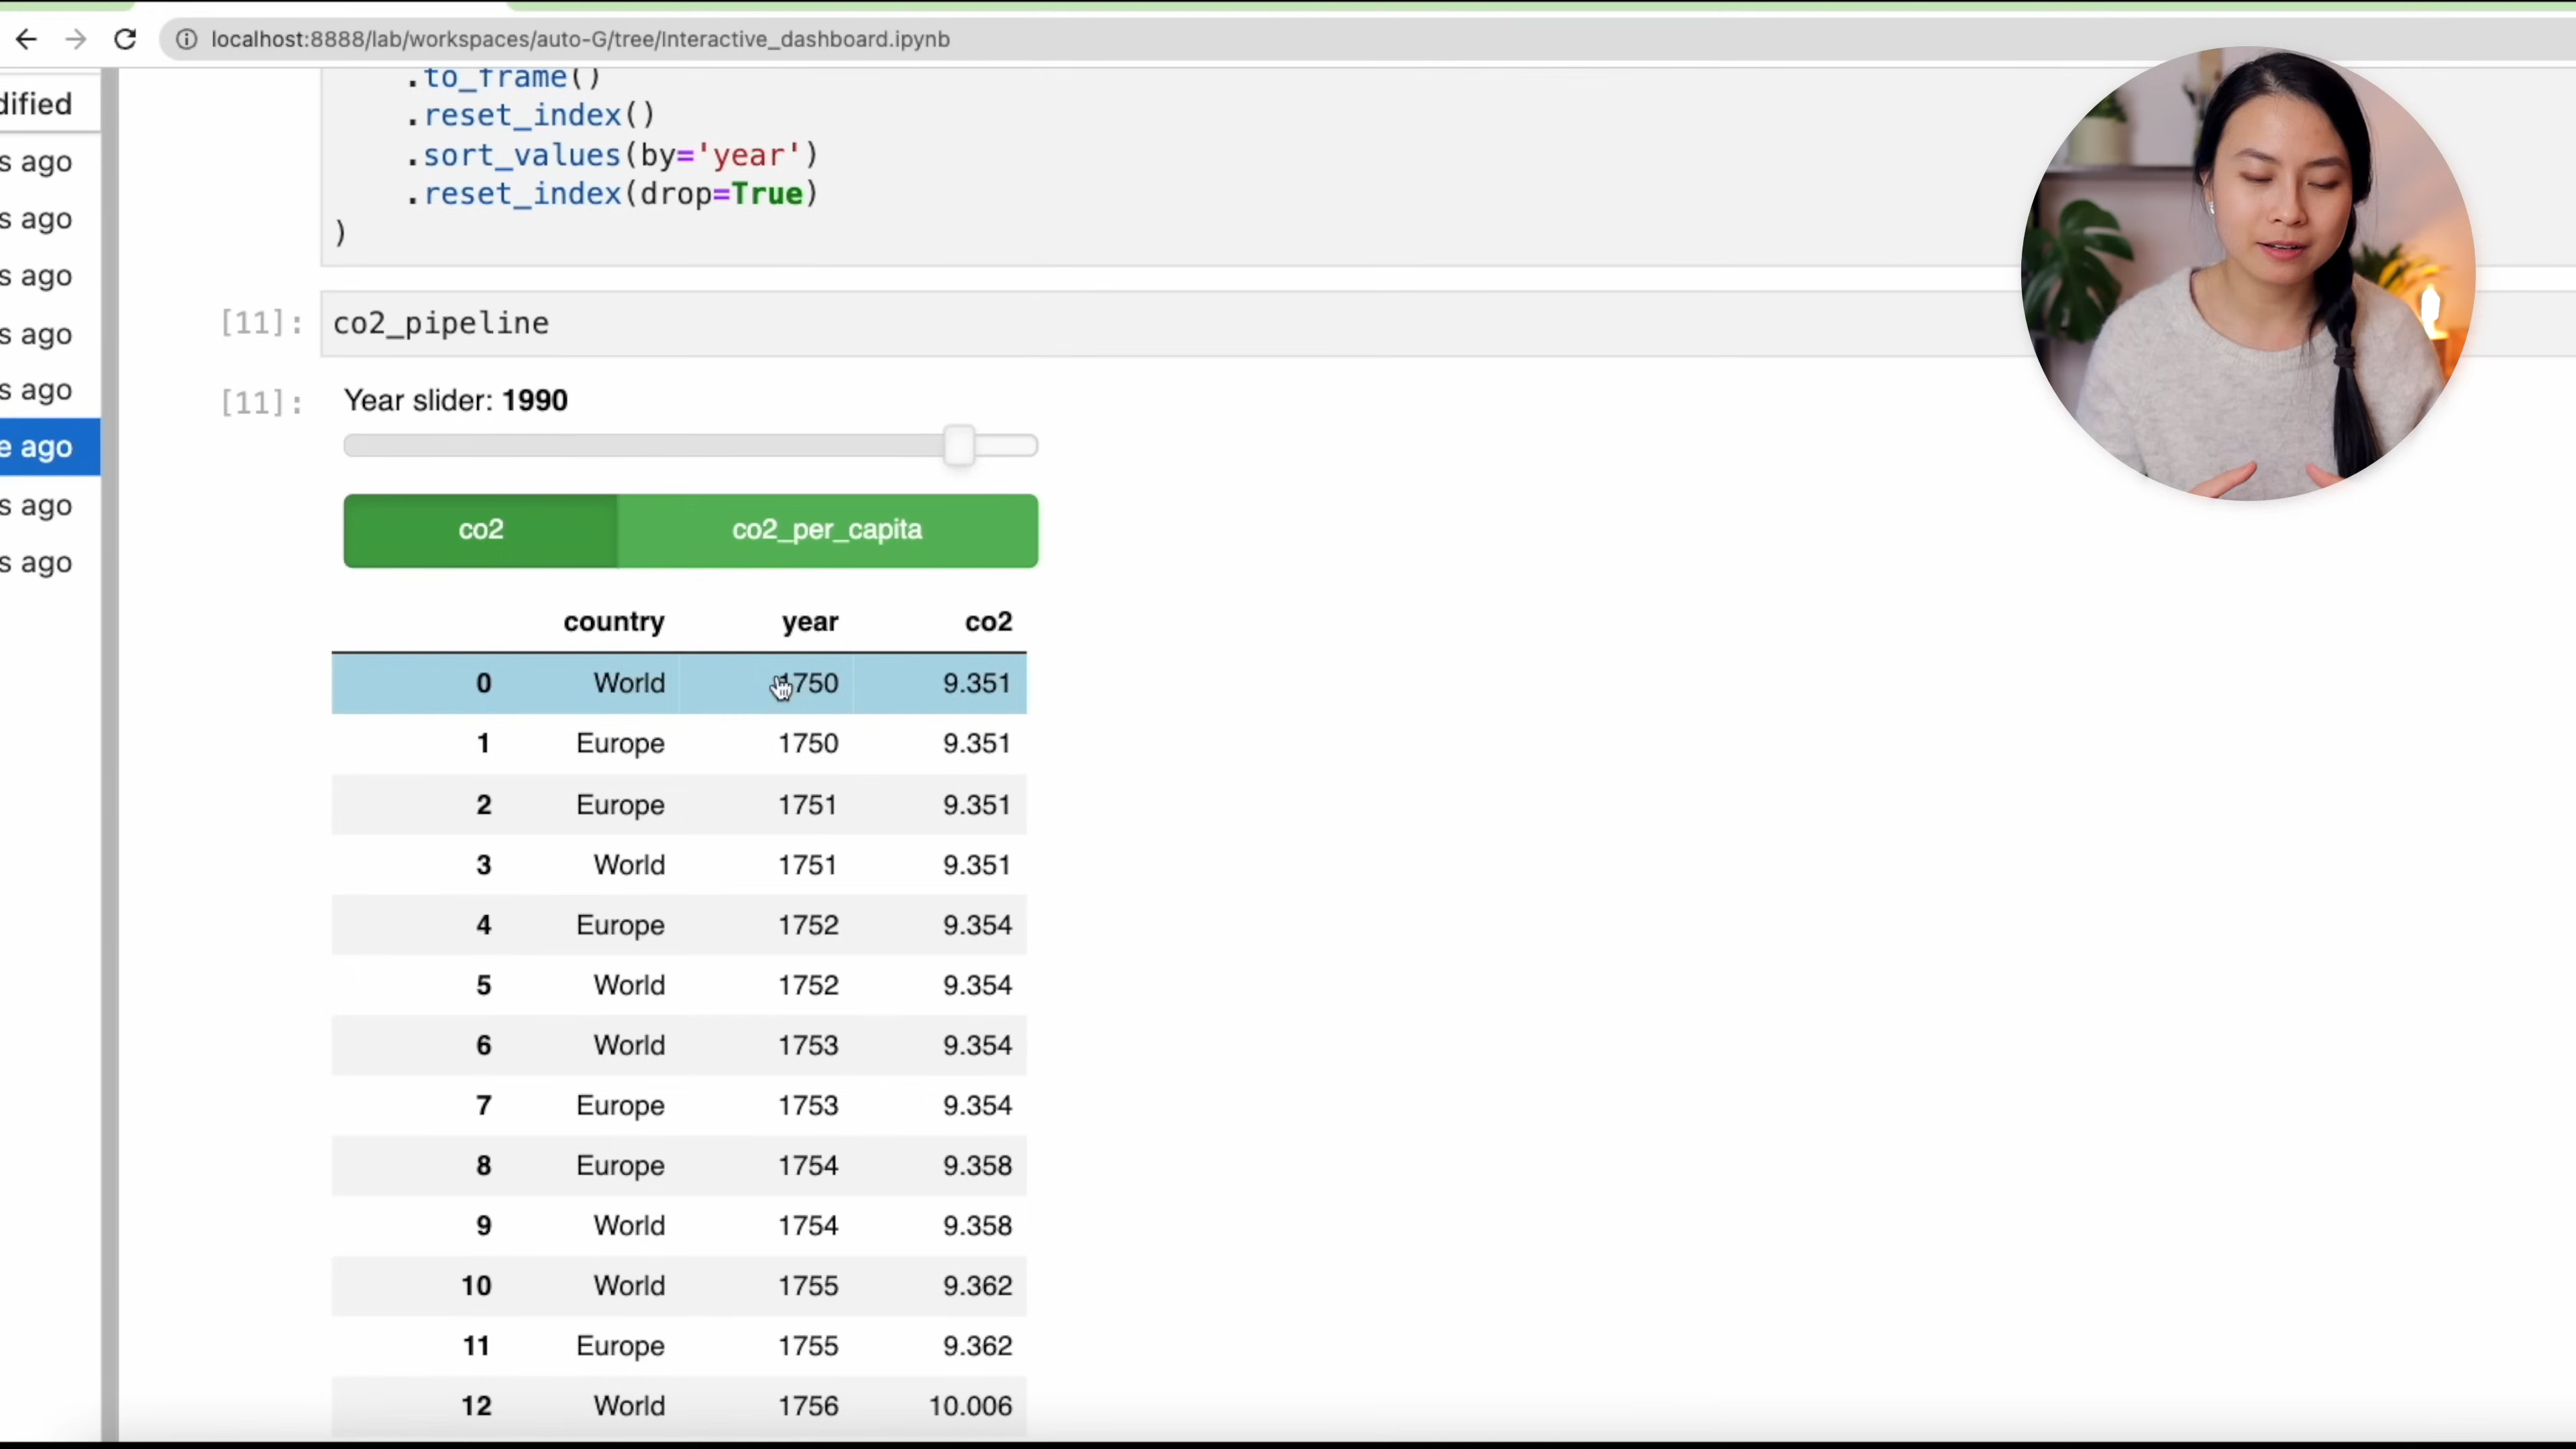 localhost:8888/lab/workspaces/auto-G/tree/Interactive_dashboard.ipynb
dified
s ago
s ago
s ago
s ago
s ago
e ago
s ago
s ago
.to_frame()
.reset_index()
.sort_values(by='year')
.reset_index(drop=True)
)
[11]: co2_pipeline
[11]: Year slider: 1990
co2 co2_per_capita
country year co2
0 World 1750 9.351
1 Europe 1750 9.351
2 Europe 1751 9.351
3 World 1751 9.351
4 Europe 1752 9.354
5 World 1752 9.354
6 World 1753 9.354
7 Europe 1753 9.354
8 Europe 1754 9.358
9 World 1754 9.358
10 World 1755 9.362
11 Europe 1755 9.362
12 World 1756 10.006